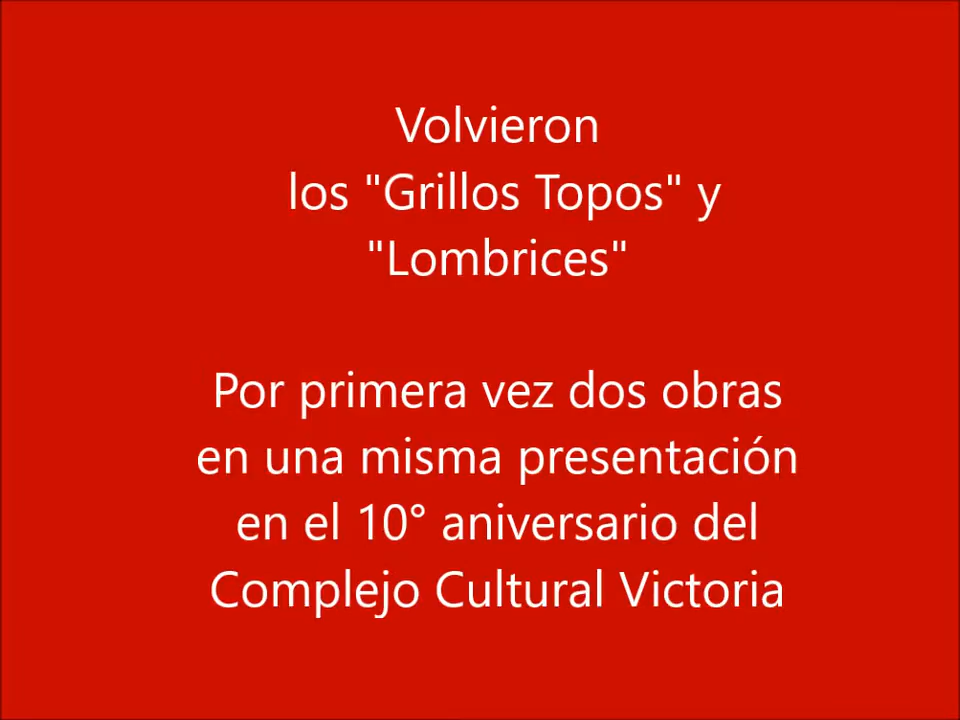 Volvieron
los "Grillos Topos" y
"Lombrices"
Por primera vez dos obras
en una misma presentación
en el 10° aniversario del
Complejo Cultural Victoria